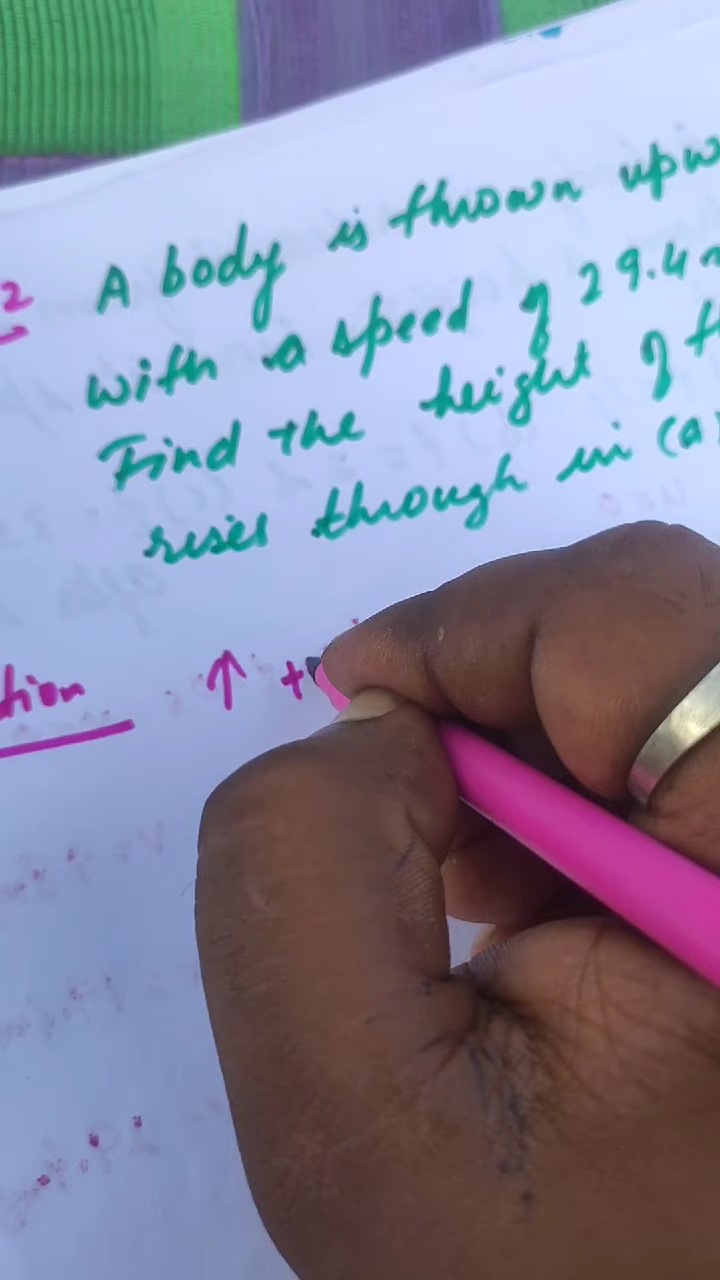 2 A body is thrown upw
with a speed of 29.4
Find the height of th
rises through in (a)
tion ↑ +